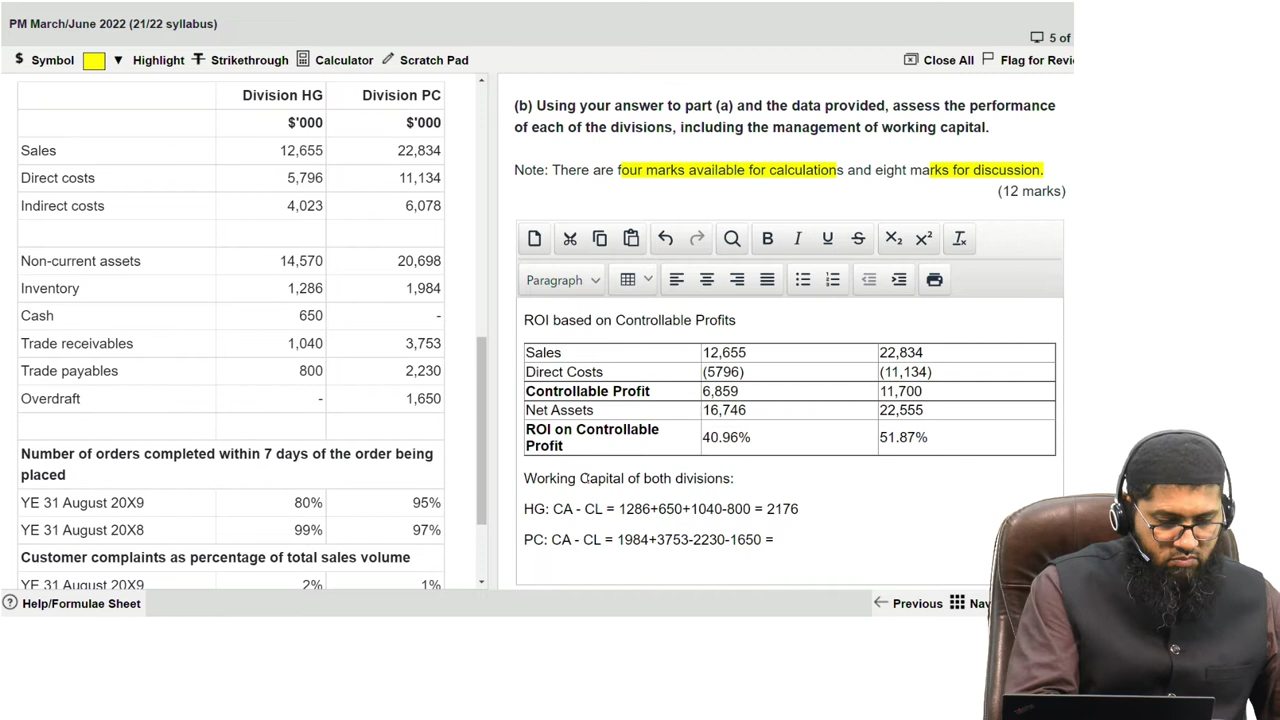 PM March/June 2022 (21/22 syllabus)
5 of
$ Symbol Highlight Strikethrough Calculator Scratch Pad
Close All Flag for
Division HG Division PC
$'000 $'000
Sales 12,655 22,834
Direct costs 5,796 11,134
Indirect costs 4,023 6,078
Non-current assets 14,570 20,698
Inventory 1,286 1,984
Cash 650 -
Trade receivables 1,040 3,753
Trade payables 800 2,230
Overdraft - 1,650
Number of orders completed within 7 days of the order being
placed
YE 31 August 20X9 80% 95%
YE 31 August 20X8 99% 97%
Customer complaints as percentage of total sales volume
YE 31 August 20X9 2% 1%
Help/Formulae Sheet
(b) Using your answer to part (a) and the data provided, assess the performance
of each of the divisions, including the management of working capital.
Note: There are four marks available for calculations and eight marks for discussion.
(12 marks)
B I U S X₂ X² Iₓ
Paragraph
ROI based on Controllable Profits
Sales 12,655 22,834
Direct Costs (5796) (11,134)
Controllable Profit 6,859 11,700
Net Assets 16,746 22,555
ROI on Controllable
Profit 40.96% 51.87%
Working Capital of both divisions:
HG: CA - CL = 1286+650+1040-800 = 2176
PC: CA - CL = 1984+3753-2230-1650 =
Previous